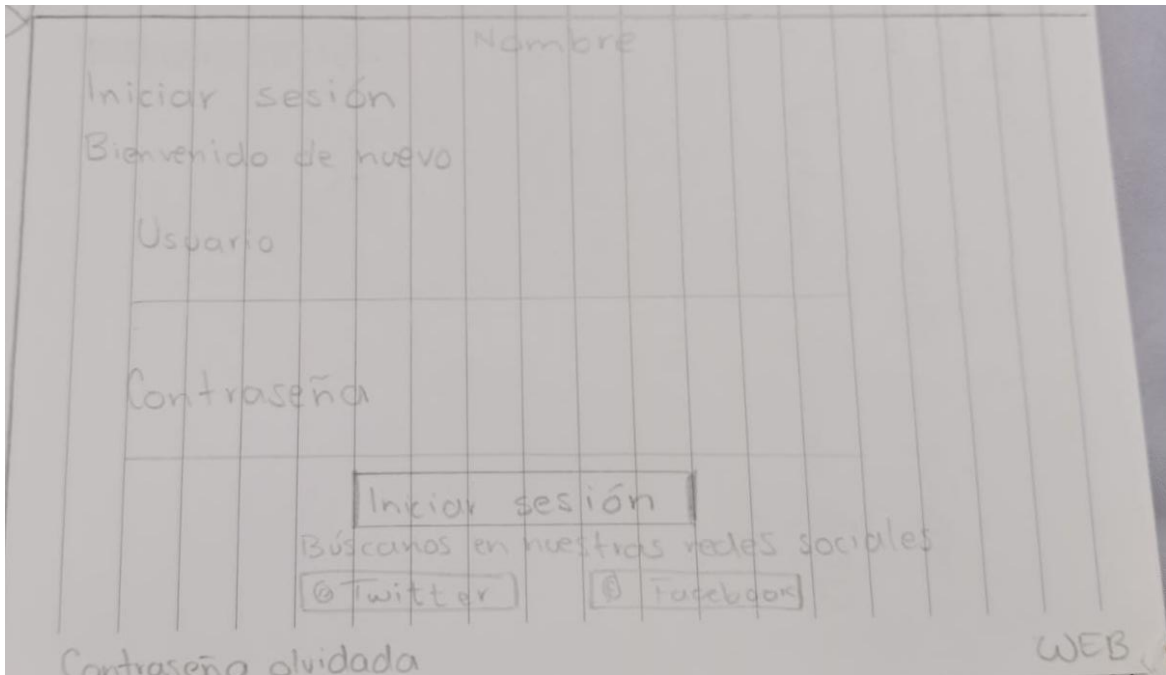 Nombre
Iniciar sesión
Bienvenido de nuevo
Usuario
Contraseña
Iniciar sesión
Búscanos en nuestras redes sociales
Twitter Facebook
Contraseña olvidada
WEB